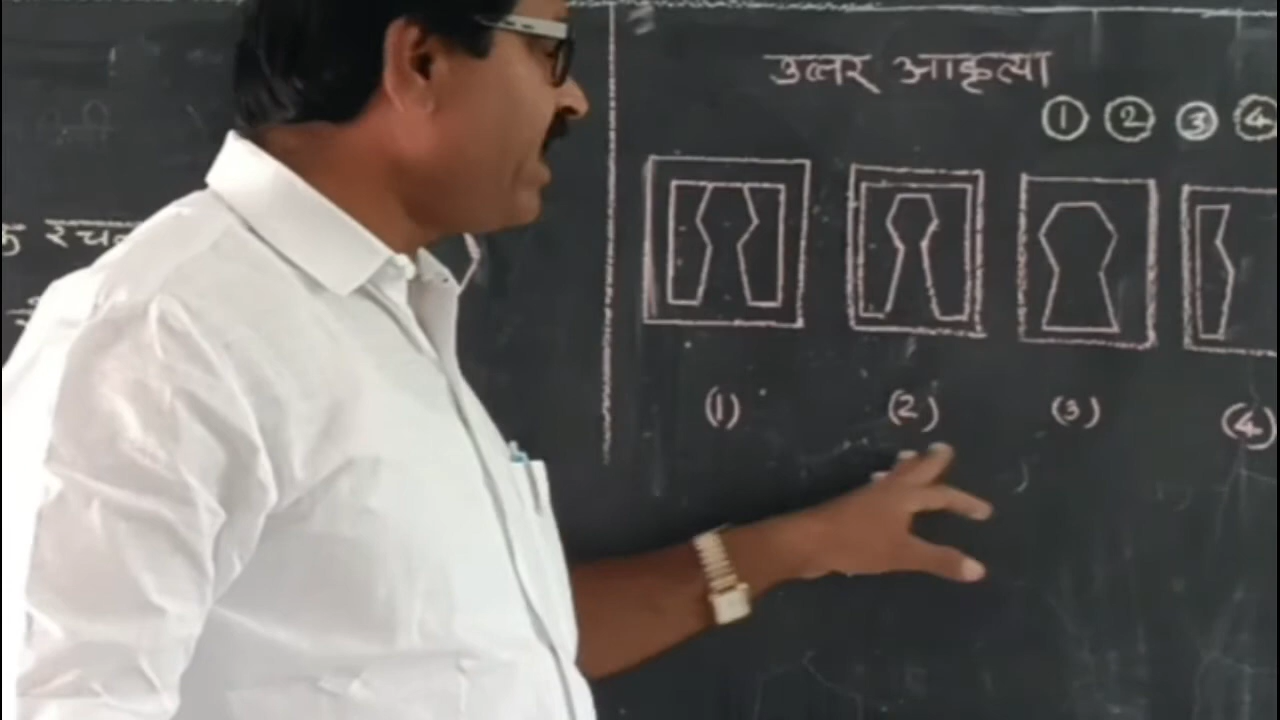 उत्तर आकृत्या
① ② ③ ④
(1) (2) (3) (4)